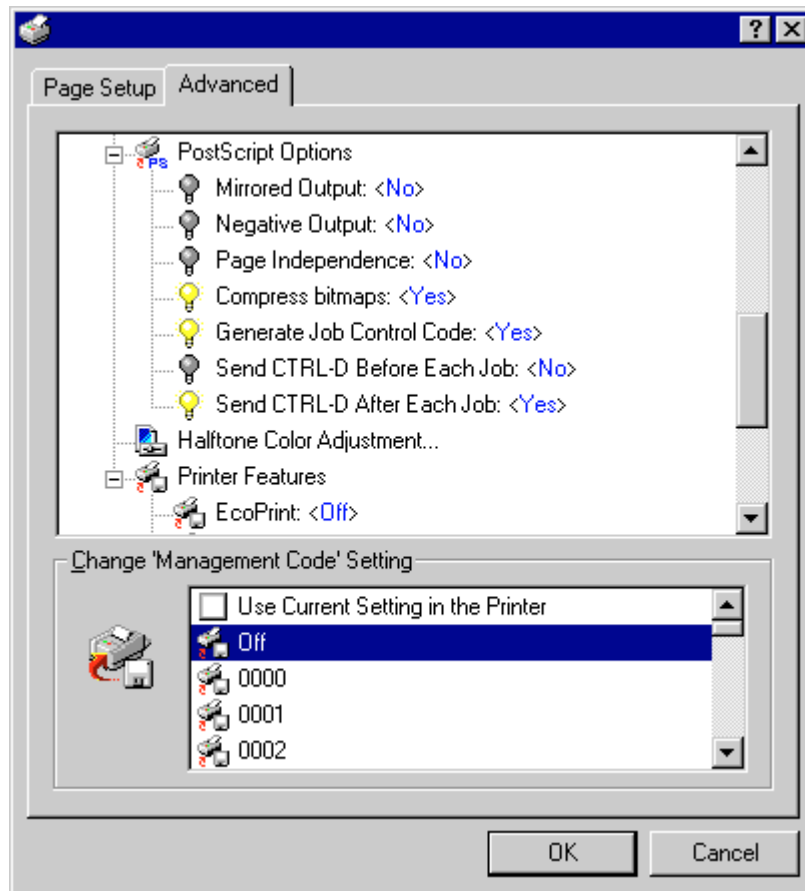 Page Setup
Advanced
PS PostScript Options
Mirrored Output: <No>
Negative Output: <No>
Page Independence: <No>
Compress bitmaps: <Yes>
Generate Job Control Code: <Yes>
Send CTRL-D Before Each Job: <No>
Send CTRL-D After Each Job: <Yes>
Halftone Color Adjustment...
Printer Features
EcoPrint: <Off>
Change 'Management Code' Setting
Use Current Setting in the Printer
Off
0000
0001
0002
OK
Cancel